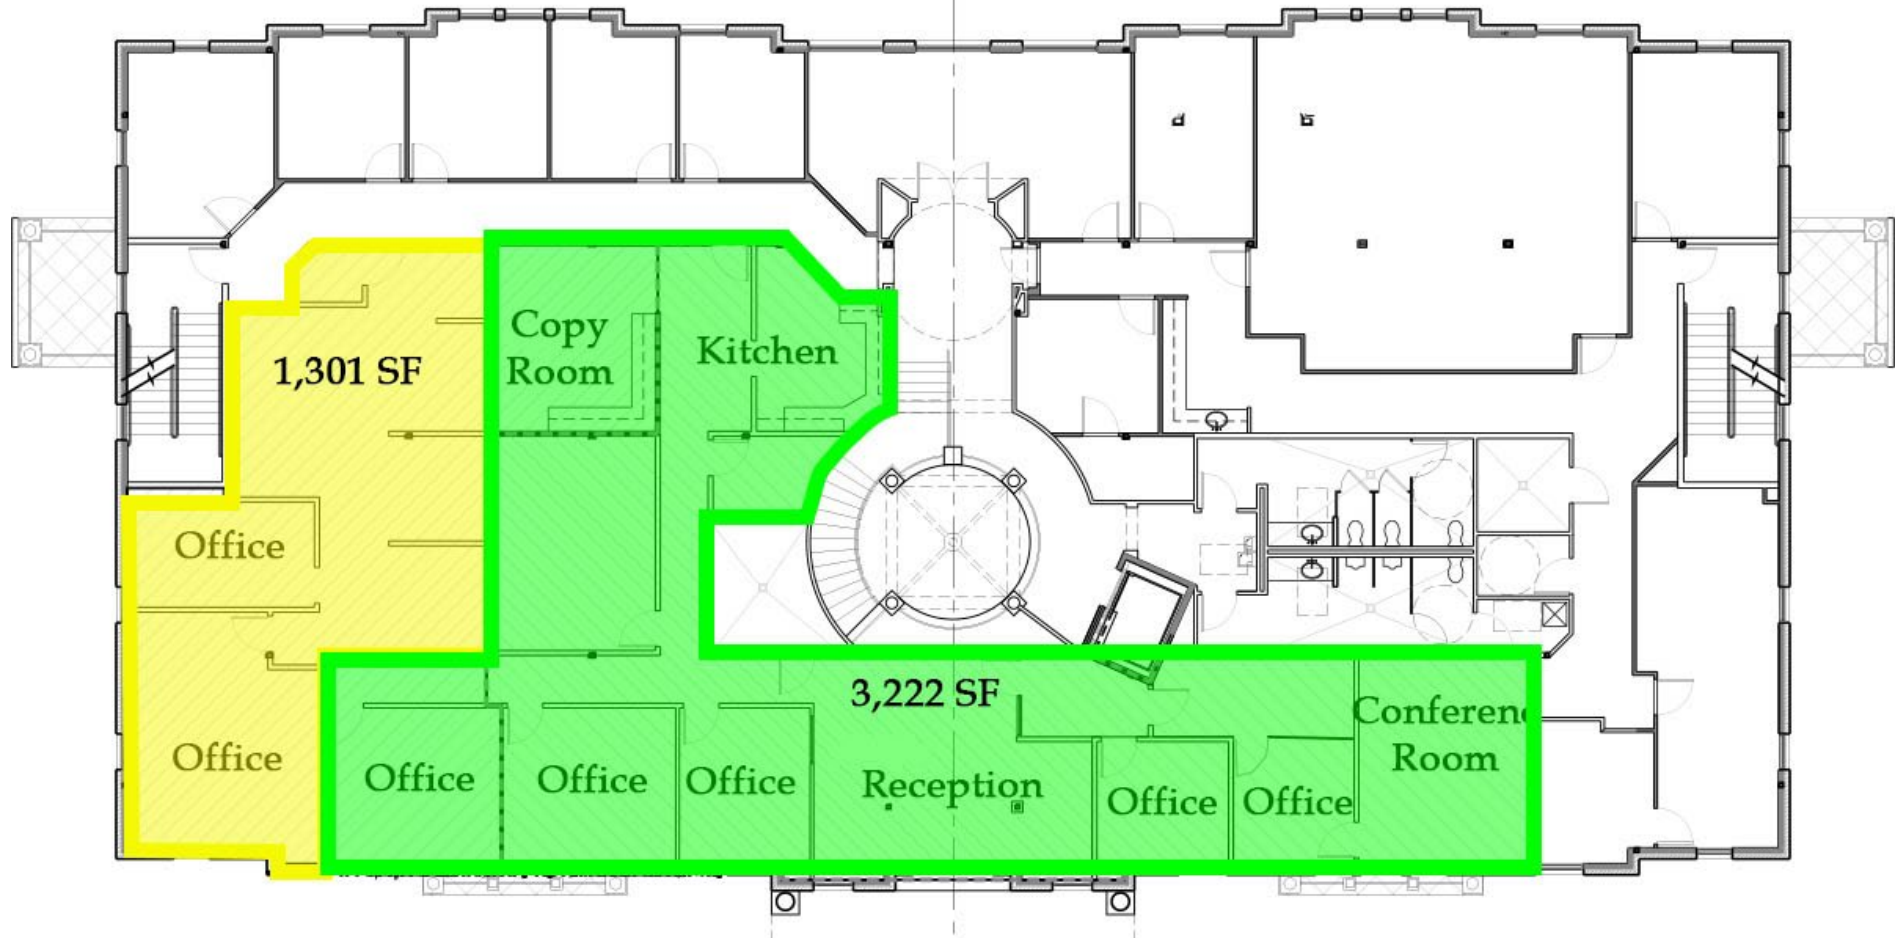 Copy
Room
Kitchen
1,301 SF
Office
Office
3,222 SF
Conferen
Room
Office
Office
Office
Reception
Office
Office